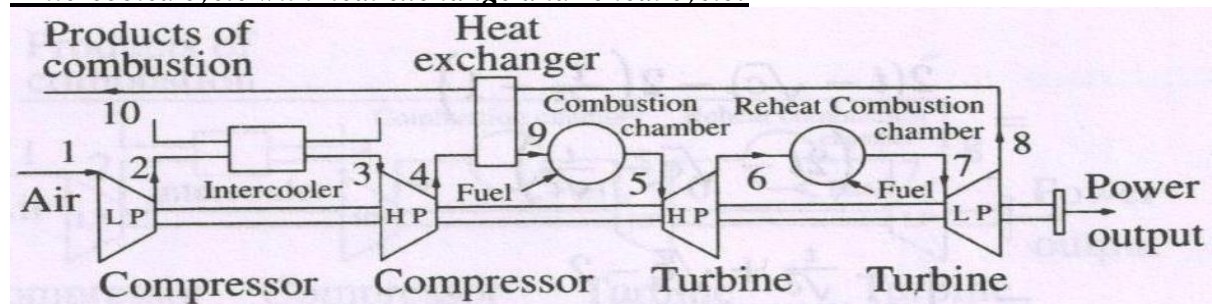 Products of
combustion
Heat
exchanger
10
1
Air
2
Intercooler
3
4
9
Combustion
chamber
Fuel
5
6
Reheat Combustion
chamber
Fuel
7
8
Power
output
L P
H P
H P
L P
Compressor
Compressor
Turbine
Turbine